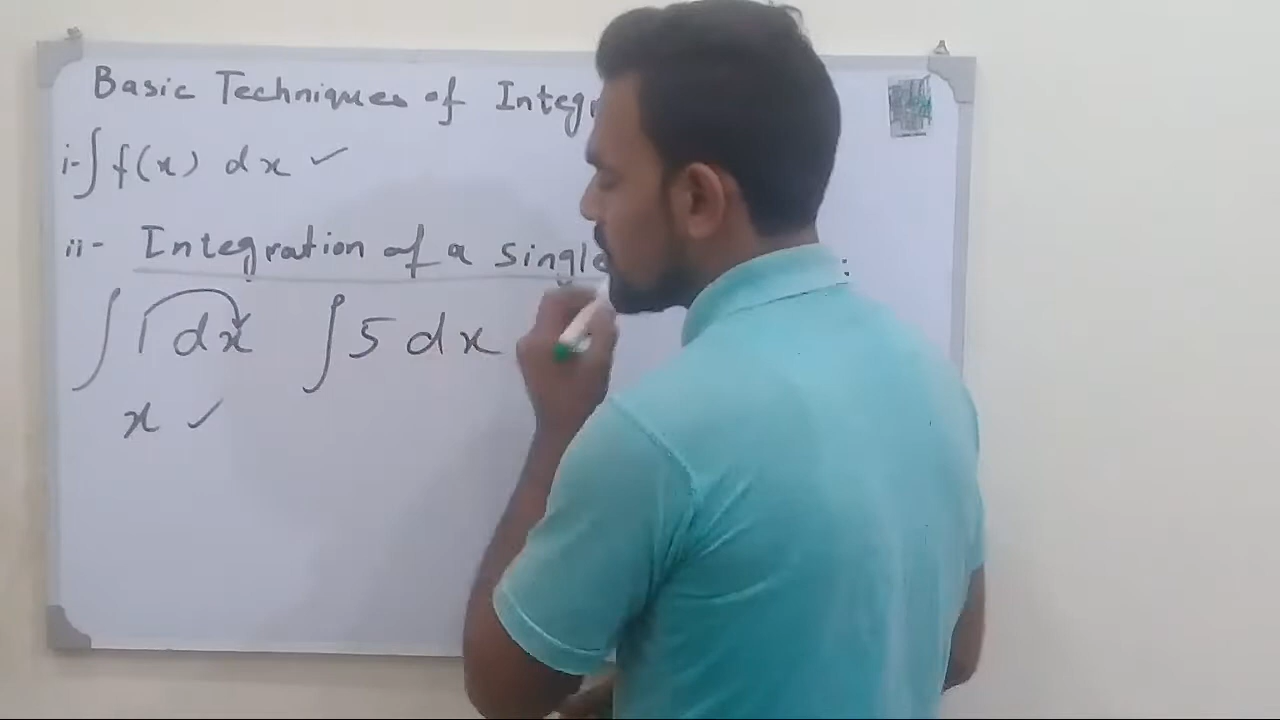 Basic Techniques of Integ
i- ∫ f(x) dx ✓
ii- Integration of a single :
∫ 1 dx ∫ 5 dx
x ✓